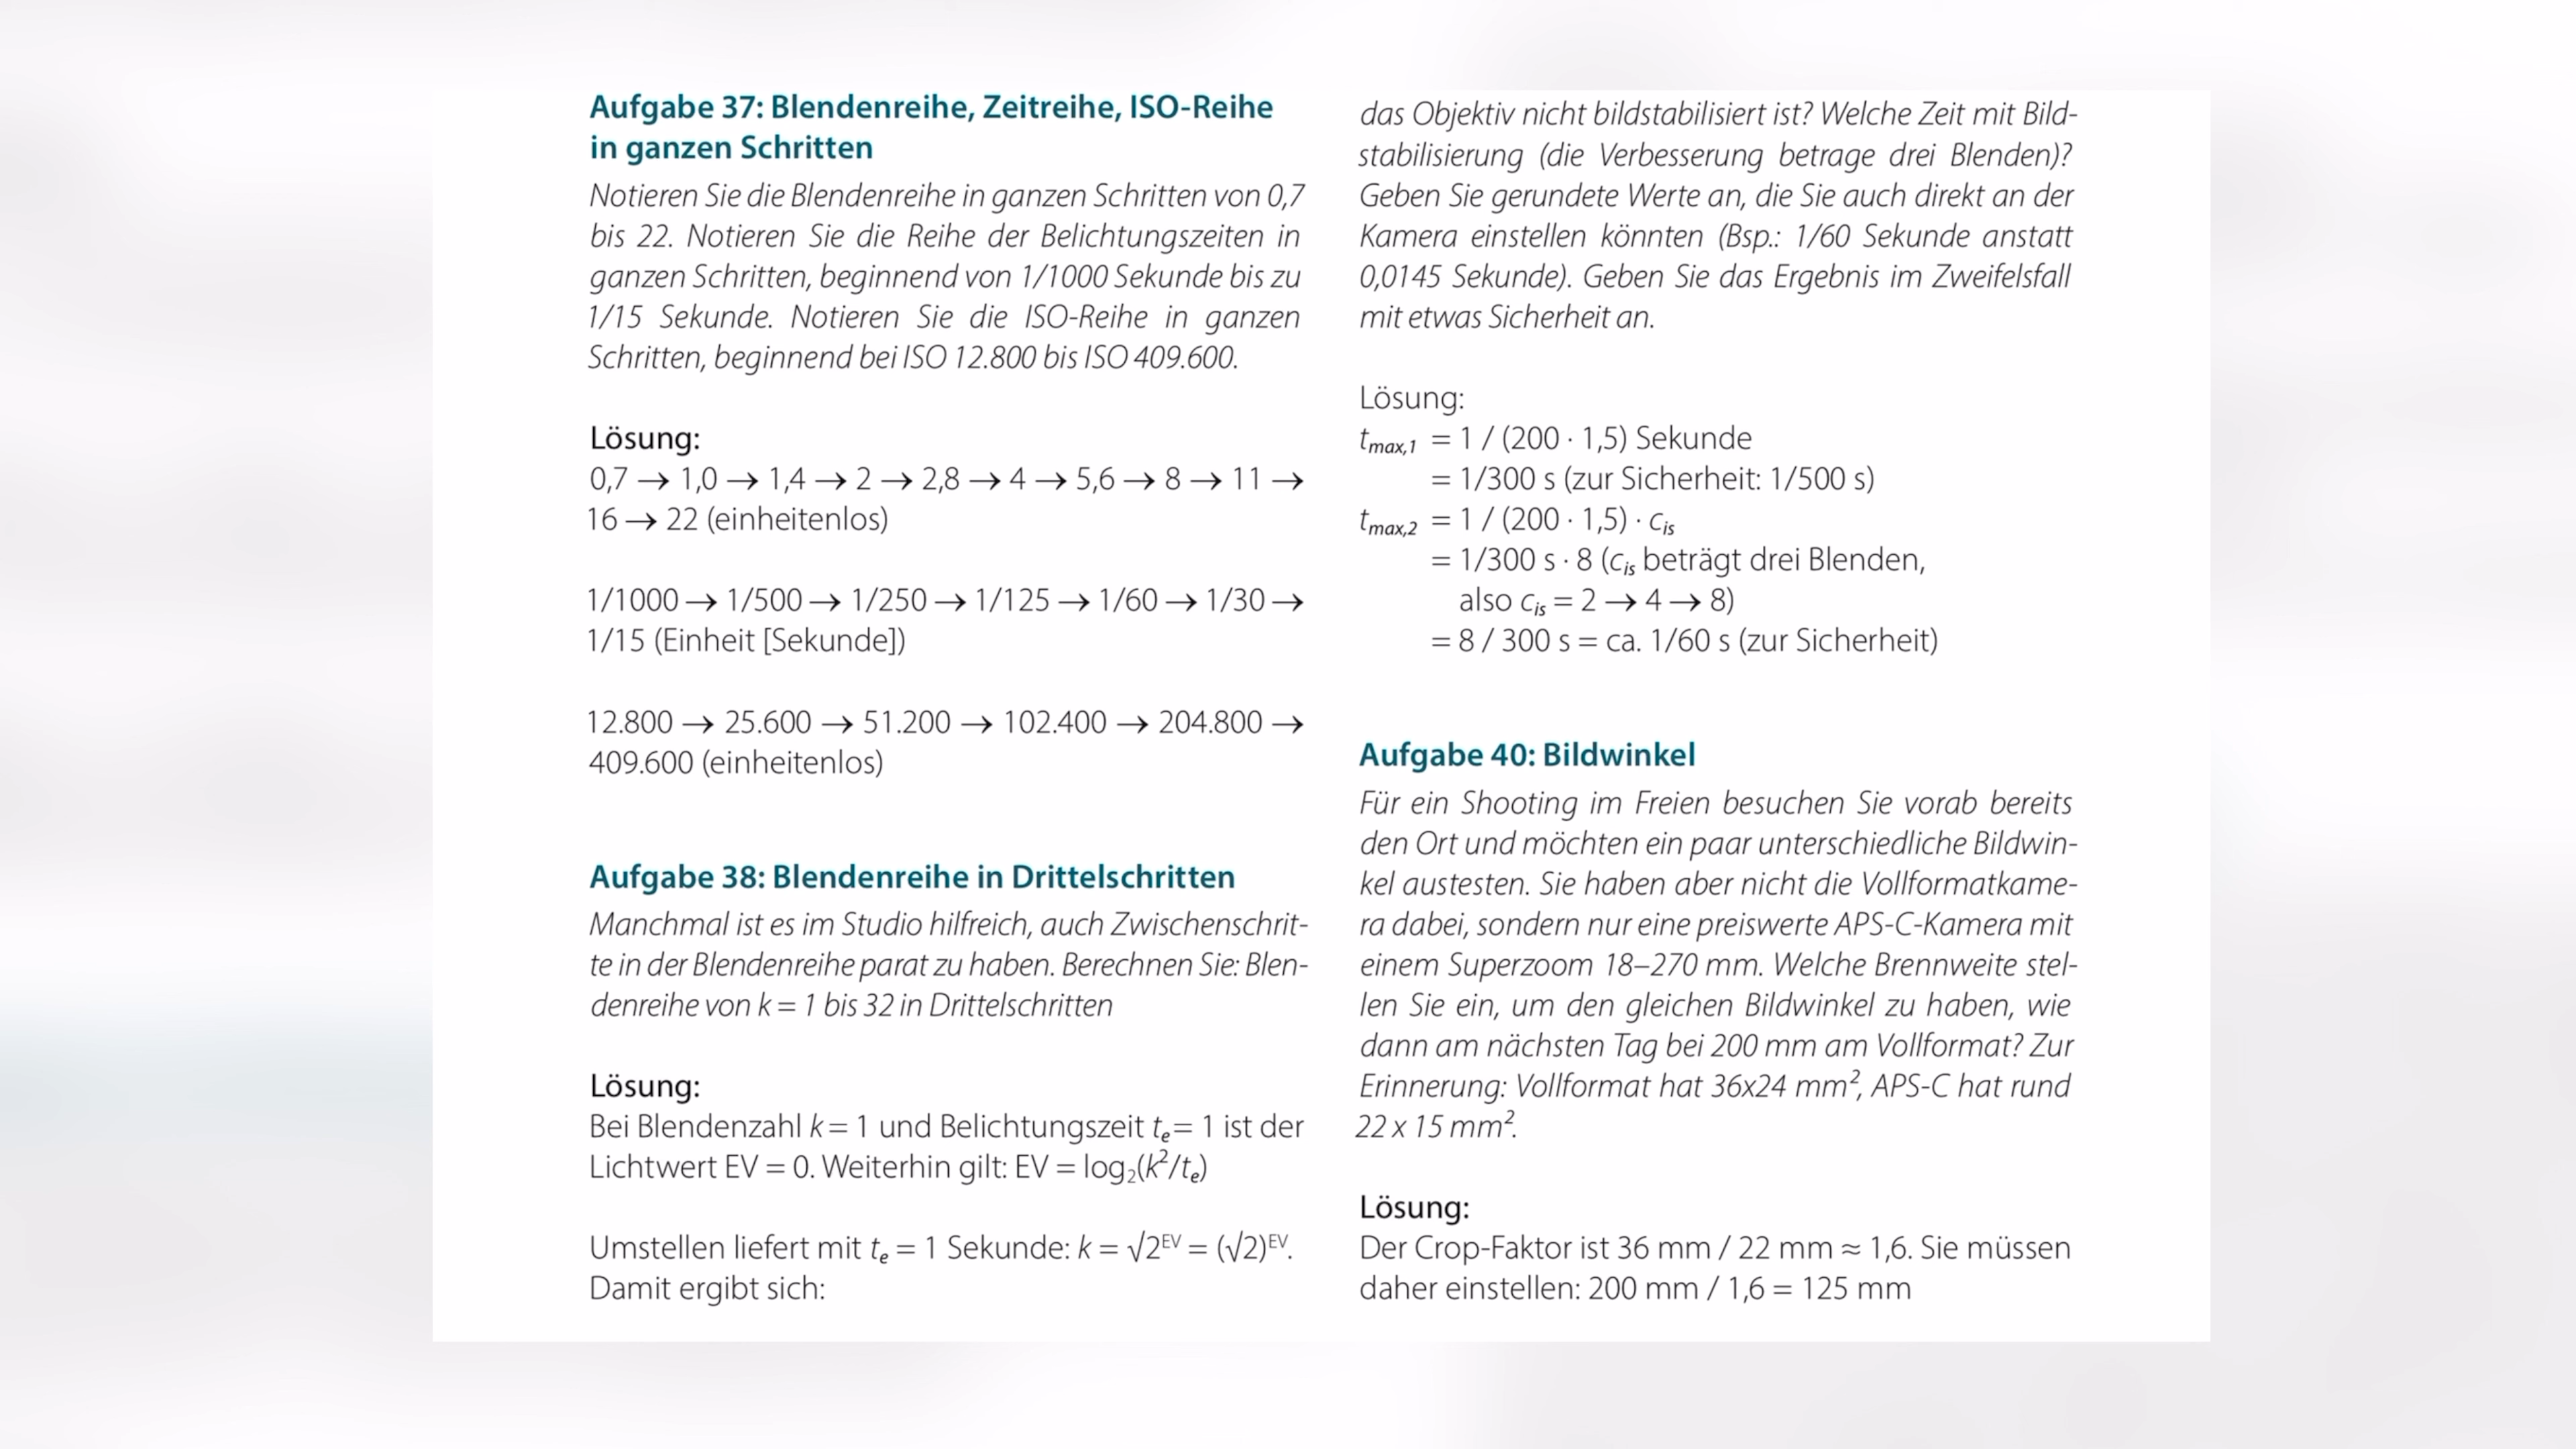 Aufgabe 37: Blendenreihe, Zeitreihe, ISO-Reihe
in ganzen Schritten
Notieren Sie die Blendenreihe in ganzen Schritten von 0,7
bis 22. Notieren Sie die Reihe der Belichtungszeiten in
ganzen Schritten, beginnend von 1/1000 Sekunde bis zu
1/15 Sekunde. Notieren Sie die ISO-Reihe in ganzen
Schritten, beginnend bei ISO 12.800 bis ISO 409.600.
Lösung:
0,7 → 1,0 → 1,4 → 2 → 2,8 → 4 → 5,6 → 8 → 11 →
16 → 22 (einheitenlos)
1/1000 → 1/500 → 1/250 → 1/125 → 1/60 → 1/30 →
1/15 (Einheit [Sekunde])
12.800 → 25.600 → 51.200 → 102.400 → 204.800 →
409.600 (einheitenlos)
Aufgabe 38: Blendenreihe in Drittelschritten
Manchmal ist es im Studio hilfreich, auch Zwischenschrit-
te in der Blendenreihe parat zu haben. Berechnen Sie: Blen-
denreihe von k = 1 bis 32 in Drittelschritten
Lösung:
Bei Blendenzahl k = 1 und Belichtungszeit tₑ = 1 ist der
Lichtwert EV = 0. Weiterhin gilt: EV = log₂(k²/tₑ)
Umstellen liefert mit tₑ = 1 Sekunde: k = √2^EV = (√2)^EV.
Damit ergibt sich:
das Objektiv nicht bildstabilisiert ist? Welche Zeit mit Bild-
stabilisierung (die Verbesserung betrage drei Blenden)?
Geben Sie gerundete Werte an, die Sie auch direkt an der
Kamera einstellen könnten (Bsp.: 1/60 Sekunde anstatt
0,0145 Sekunde). Geben Sie das Ergebnis im Zweifelsfall
mit etwas Sicherheit an.
Lösung:
t_max,1 = 1 / (200 · 1,5) Sekunde
= 1/300 s (zur Sicherheit: 1/500 s)
t_max,2 = 1 / (200 · 1,5) · c_is
= 1/300 s · 8 (c_is beträgt drei Blenden,
also c_is = 2 → 4 → 8)
= 8 / 300 s = ca. 1/60 s (zur Sicherheit)
Aufgabe 40: Bildwinkel
Für ein Shooting im Freien besuchen Sie vorab bereits
den Ort und möchten ein paar unterschiedliche Bildwin-
kel austesten. Sie haben aber nicht die Vollformatkame-
ra dabei, sondern nur eine preiswerte APS-C-Kamera mit
einem Superzoom 18–270 mm. Welche Brennweite stel-
len Sie ein, um den gleichen Bildwinkel zu haben, wie
dann am nächsten Tag bei 200 mm am Vollformat? Zur
Erinnerung: Vollformat hat 36x24 mm², APS-C hat rund
22 x 15 mm².
Lösung:
Der Crop-Faktor ist 36 mm / 22 mm ≈ 1,6. Sie müssen
daher einstellen: 200 mm / 1,6 = 125 mm